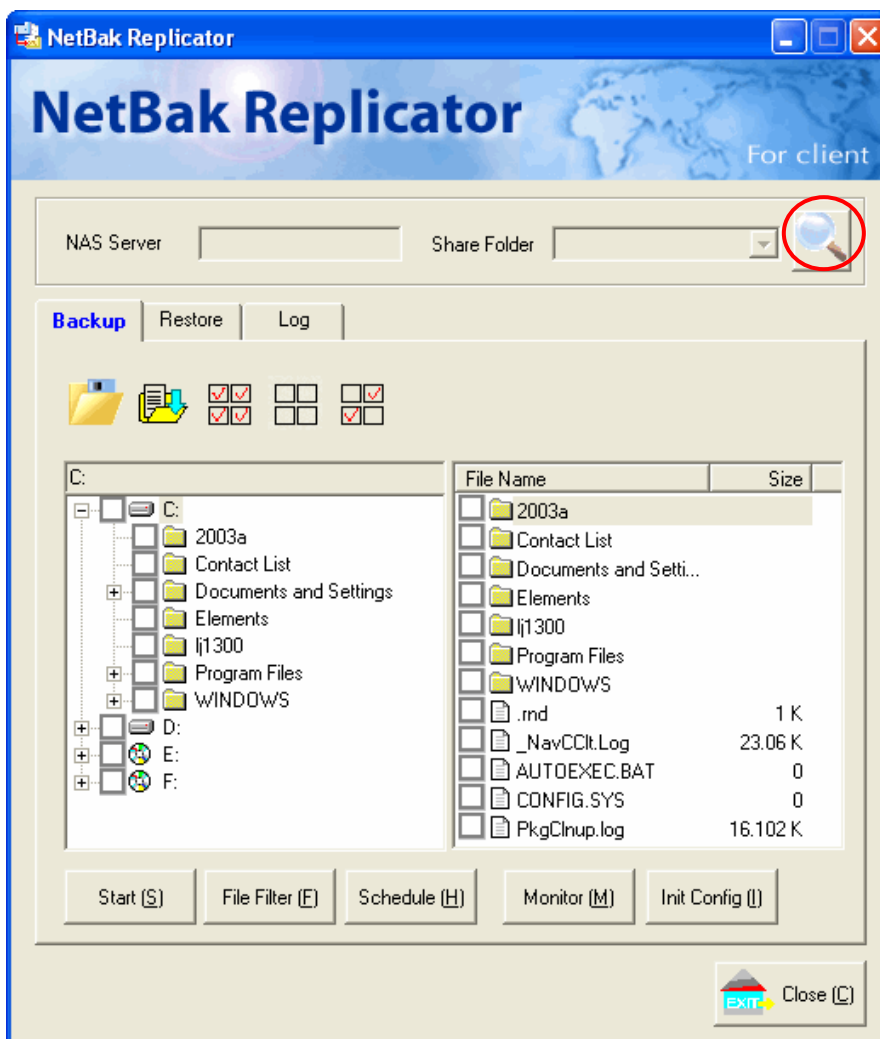 NetBak Replicator
NetBak Replicator
For client
NAS Server
Share Folder
Backup
Restore
Log
C:
C:
2003a
Contact List
Documents and Settings
Elements
lj1300
Program Files
WINDOWS
D:
E:
F:
File Name Size
2003a
Contact List
Documents and Setti...
Elements
lj1300
Program Files
WINDOWS
.rnd 1 K
_NavCClt.Log 23.06 K
AUTOEXEC.BAT 0
CONFIG.SYS 0
PkgClnup.log 16.102 K
Start (S)
File Filter (F)
Schedule (H)
Monitor (M)
Init Config (I)
EXIT
Close (C)